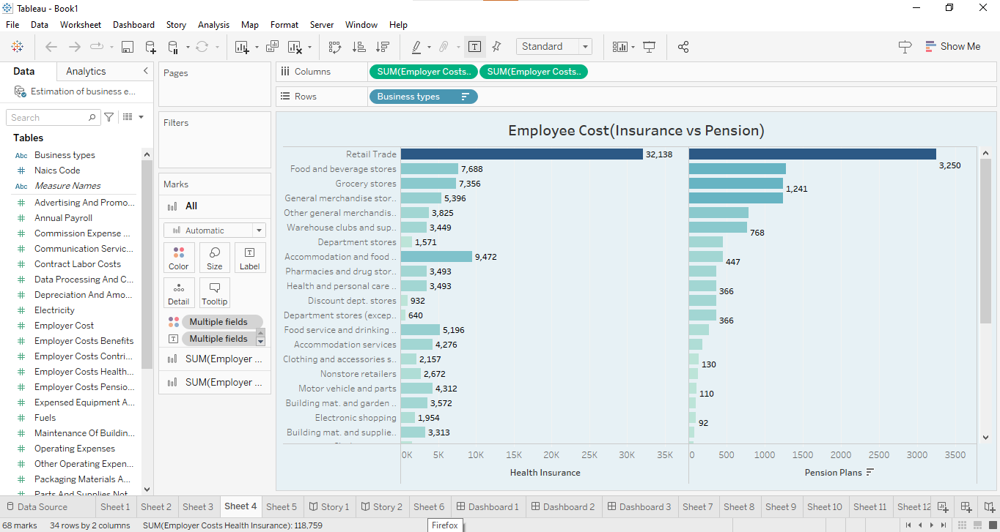 Tableau - Book1
File Data Worksheet Dashboard Story Analysis Map Format Server Window Help
Standard
Show Me
Data Analytics
Estimation of business e...
Search
Tables
Abc Business types
# Naics Code
Abc Measure Names
# Advertising And Promo...
# Annual Payroll
# Commission Expense ...
# Communication Servic...
# Contract Labor Costs
# Data Processing And C...
# Depreciation And Amo...
# Electricity
# Employer Cost
# Employer Costs Benefits
# Employer Costs Contri...
# Employer Costs Health...
# Employer Costs Pensio...
# Expensed Equipment A...
# Fuels
# Maintenance Of Buildin...
# Operating Expenses
# Other Operating Expen...
# Packaging Materials A...
# Parts And Supplies Not
Pages
Filters
Marks
All
Automatic
Color Size Label
Detail Tooltip
Multiple fields
Multiple fields
SUM(Employer ...
SUM(Employer ...
Columns SUM(Employer Costs.. SUM(Employer Costs..
Rows Business types
Employee Cost(Insurance vs Pension)
Retail Trade 32,138 3,250
Food and beverage stores 7,688
Grocery stores 7,356 1,241
General merchandise stor.. 5,396
Other general merchandis.. 3,825
Warehouse clubs and sup.. 3,449 768
Department stores 1,571
Accommodation and food .. 9,472 447
Pharmacies and drug stor.. 3,493
Health and personal care .. 3,493 366
Discount dept. stores 932
Department stores (excep.. 640 366
Food service and drinking .. 5,196
Accommodation services 4,276
Clothing and accessories s.. 2,157 130
Nonstore retailers 2,672
Motor vehicle and parts 4,312 110
Building mat. and garden .. 3,572
Electronic shopping 1,954 92
Building mat. and supplie.. 3,313
0K 5K 10K 15K 20K 25K 30K 35K 0 500 1000 1500 2000 2500 3000 3500
Health Insurance Pension Plans
Data Source Sheet 1 Sheet 2 Sheet 3 Sheet 4 Sheet 5 Story 1 Story 2 Sheet 6 Dashboard 1 Dashboard 2 Dashboard 3 Sheet 7 Sheet 8 Sheet 9 Sheet 10 Sheet 11 Sheet 12
68 marks 34 rows by 2 columns SUM(Employer Costs Health Insurance): 118,759
Firefox